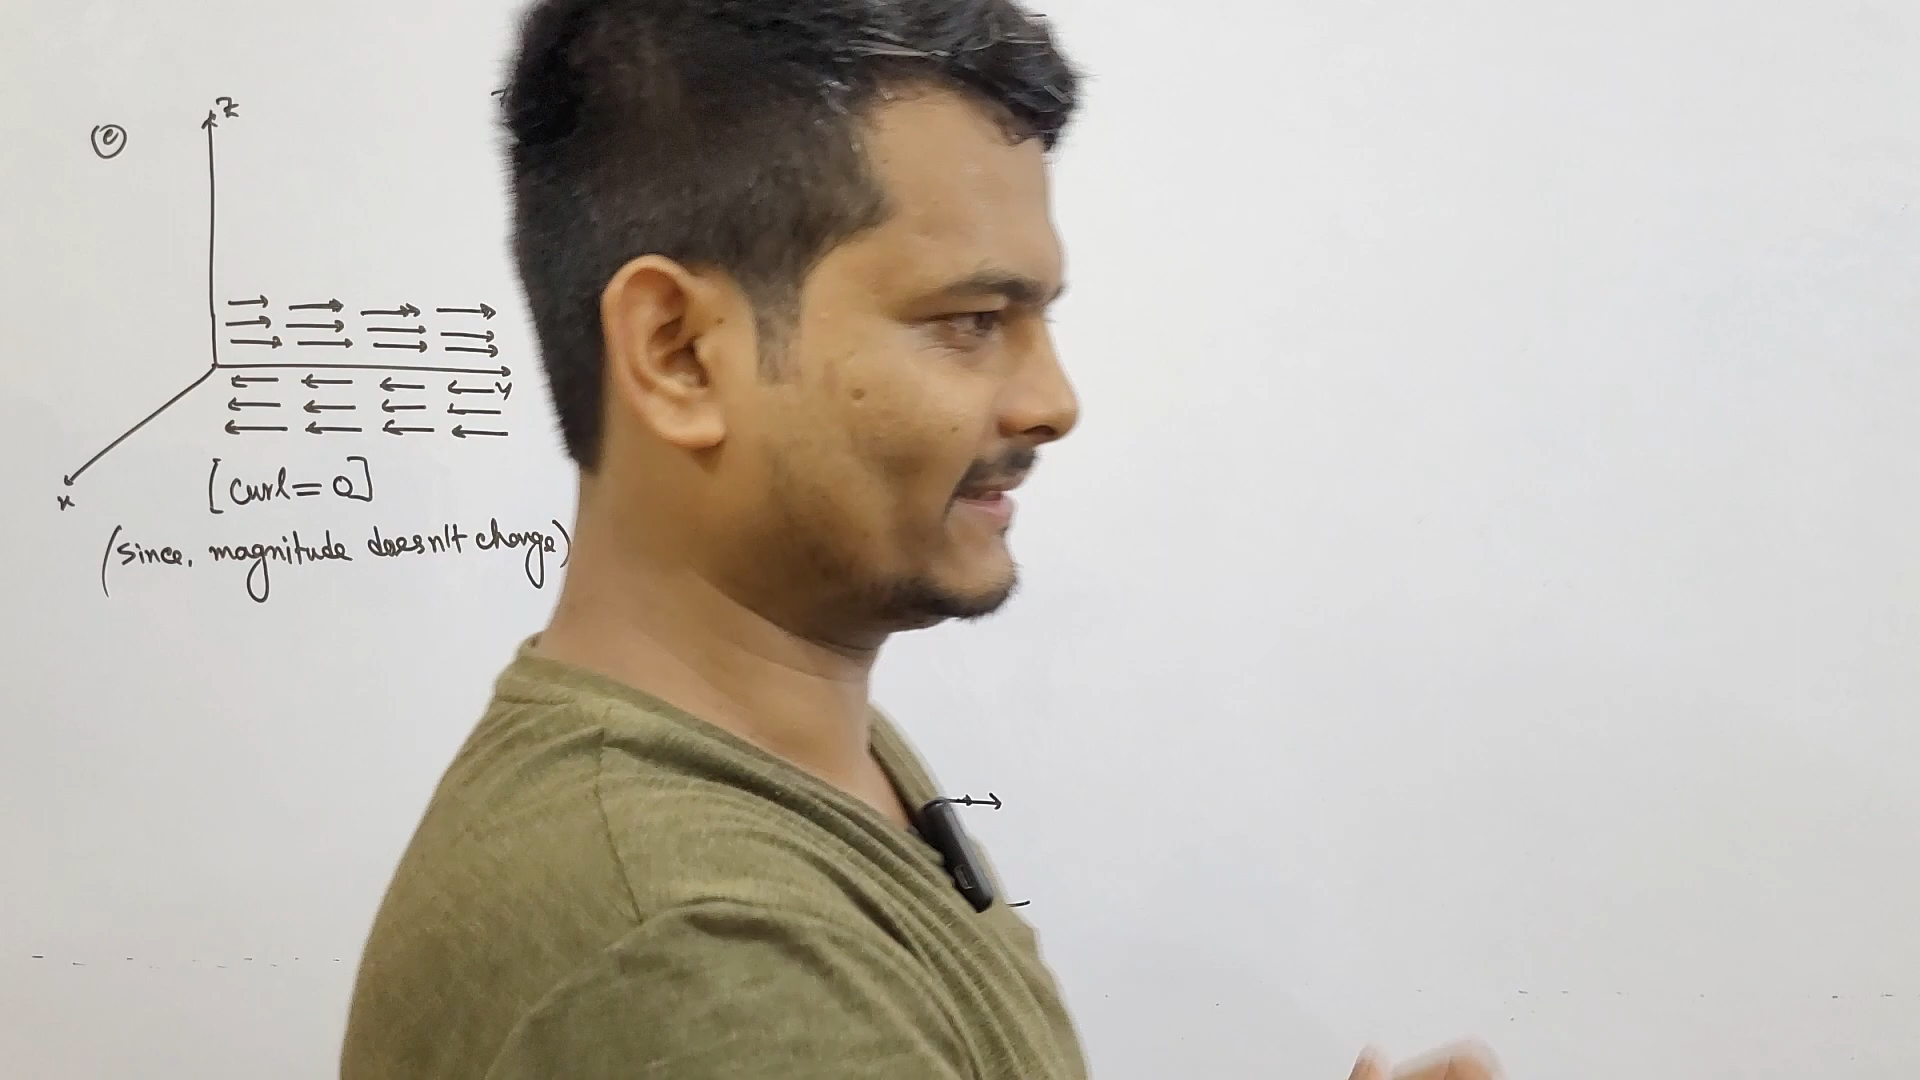 e
z
y
x
[curl = 0]
(since, magnitude doesn't change)